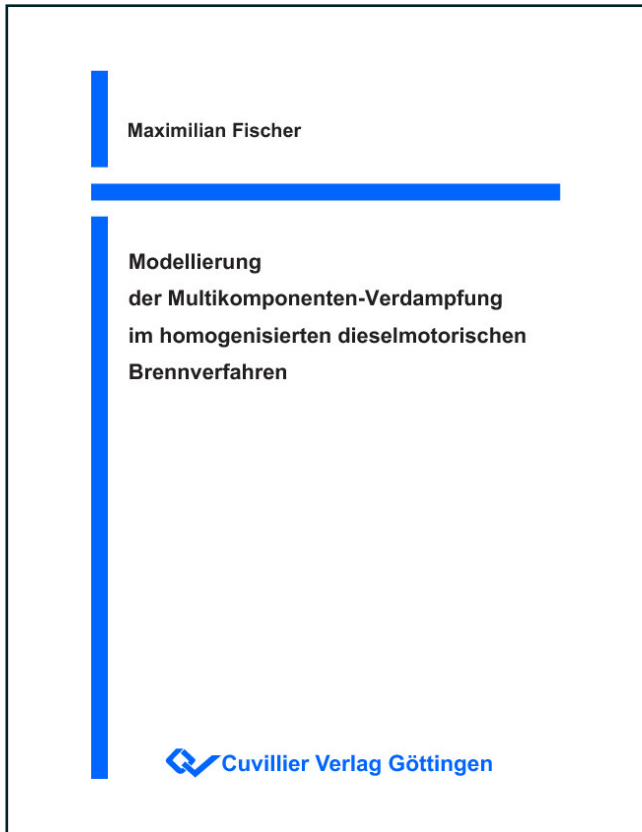 Maximilian Fischer
Modellierung
der Multikomponenten-Verdampfung
im homogenisierten dieselmotorischen
Brennverfahren
Cuvillier Verlag Göttingen